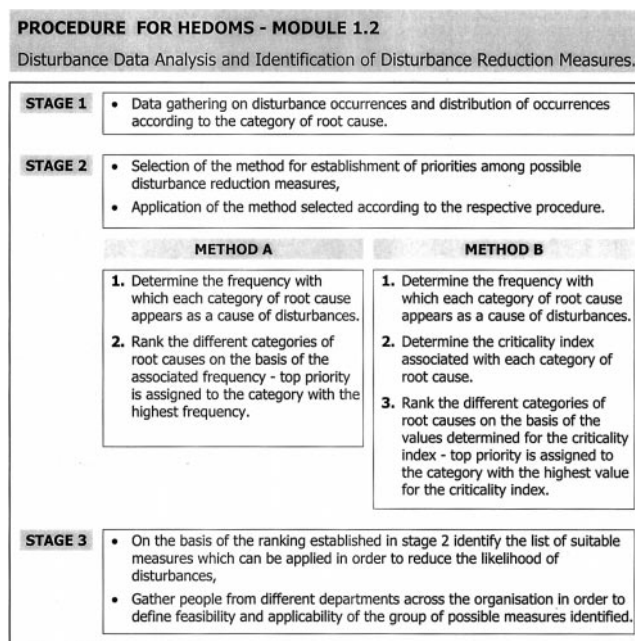 PROCEDURE FOR HEDOMS - MODULE 1.2
Disturbance Data Analysis and Identification of Disturbance Reduction Measures.
STAGE 1
• Data gathering on disturbance occurrences and distribution of occurrences
according to the category of root cause.
STAGE 2
• Selection of the method for establishment of priorities among possible
disturbance reduction measures,
• Application of the method selected according to the respective procedure.
METHOD A
1. Determine the frequency with
which each category of root cause
appears as a cause of disturbances.
2. Rank the different categories of
root causes on the basis of the
associated frequency - top priority
is assigned to the category with the
highest frequency.
METHOD B
1. Determine the frequency with
which each category of root cause
appears as a cause of disturbances.
2. Determine the criticality index
associated with each category of
root cause.
3. Rank the different categories of
root causes on the basis of the
values determined for the criticality
index - top priority is assigned to
the category with the highest value
for the criticality index.
STAGE 3
• On the basis of the ranking established in stage 2 identify the list of suitable
measures which can be applied in order to reduce the likelihood of
disturbances,
• Gather people from different departments across the organisation in order to
define feasibility and applicability of the group of possible measures identified.